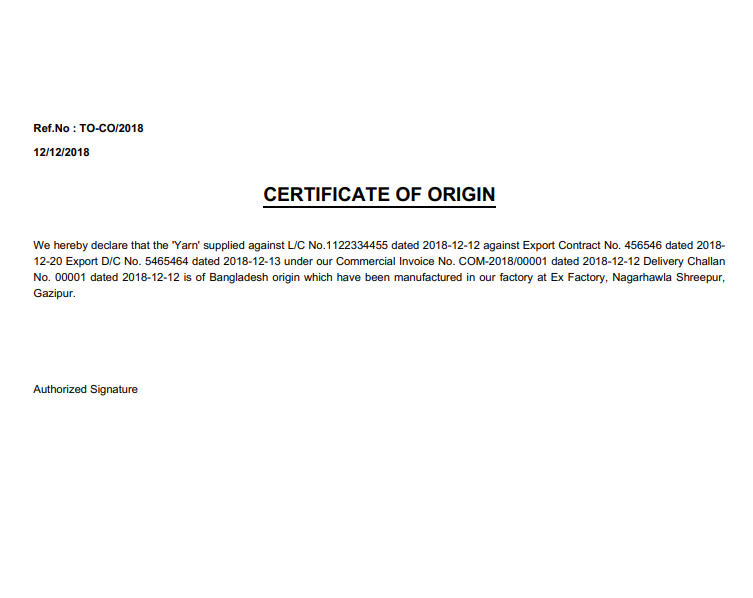 Ref.No : TO-CO/2018
12/12/2018
CERTIFICATE OF ORIGIN
We hereby declare that the 'Yarn' supplied against L/C No.1122334455 dated 2018-12-12 against Export Contract No. 456546 dated 2018-
12-20 Export D/C No. 5465464 dated 2018-12-13 under our Commercial Invoice No. COM-2018/00001 dated 2018-12-12 Delivery Challan
No. 00001 dated 2018-12-12 is of Bangladesh origin which have been manufactured in our factory at Ex Factory, Nagarhawla Shreepur,
Gazipur.
Authorized Signature